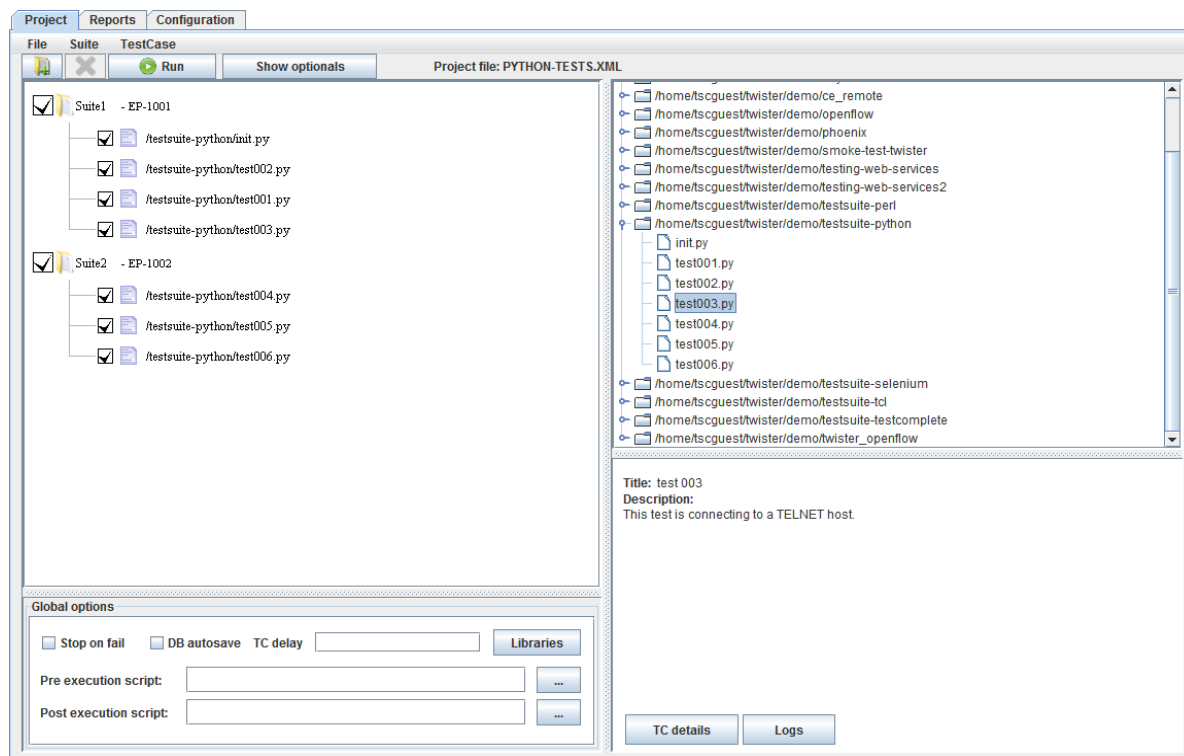 Project Reports Configuration
File Suite TestCase
Run Show optionals Project file: PYTHON-TESTS.XML
Suite1 - EP-1001
/testsuite-python/init.py
/testsuite-python/test002.py
/testsuite-python/test001.py
/testsuite-python/test003.py
Suite2 - EP-1002
/testsuite-python/test004.py
/testsuite-python/test005.py
/testsuite-python/test006.py
Global options
Stop on fail DB autosave TC delay Libraries
Pre execution script: ...
Post execution script: ...
/home/tscguest/twister/demo/ce_remote
/home/tscguest/twister/demo/openflow
/home/tscguest/twister/demo/phoenix
/home/tscguest/twister/demo/smoke-test-twister
/home/tscguest/twister/demo/testing-web-services
/home/tscguest/twister/demo/testing-web-services2
/home/tscguest/twister/demo/testsuite-perl
/home/tscguest/twister/demo/testsuite-python
init.py
test001.py
test002.py
test003.py
test004.py
test005.py
test006.py
/home/tscguest/twister/demo/testsuite-selenium
/home/tscguest/twister/demo/testsuite-tcl
/home/tscguest/twister/demo/testsuite-testcomplete
/home/tscguest/twister/demo/twister_openflow
Title: test 003
Description:
This test is connecting to a TELNET host.
TC details Logs